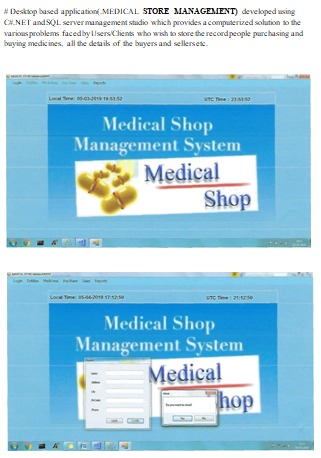 # Desktop based application( MEDICAL STORE MANAGEMENT) developed using
C#.NET and SQL server management studio which provides a computerized solution to the
various problems faced by Users/Clients who wish to store the record people purchasing and
buying medicines, all the details of the buyers and sellers etc.
Local Time: 05-03-2019 19:53:52 UTC Time : 23:53:52
Medical Shop
Management System
Medical
Shop
Local Time: 05-04-2019 17:12:59 UTC Time : 21:12:59
Medical Shop
Management System
Medical
hop